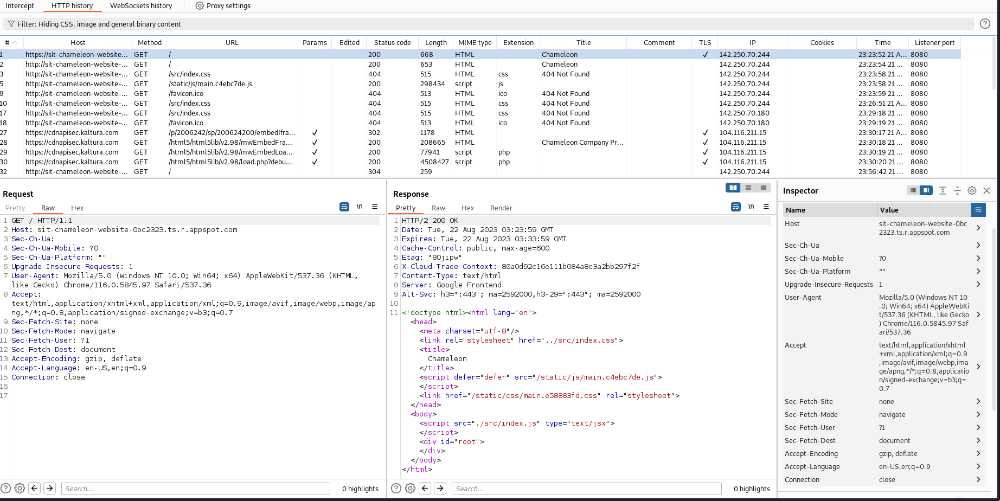 Intercept HTTP history WebSockets history Proxy settings
Filter: Hiding CSS, image and general binary content
# Host Method URL Params Edited Status code Length MIME type Extension Title Comment TLS IP Cookies Time Listener port
1 https://sit-chameleon-website... GET / 200 668 HTML Chameleon ✓ 142.250.70.244 23:23:52 21 A... 8080
2 http://sit-chameleon-website-... GET / 200 653 HTML Chameleon 142.250.70.244 23:23:54 21 ... 8080
3 http://sit-chameleon-website-... GET /src/index.css 404 515 HTML css 404 Not Found 142.250.70.244 23:23:58 21 ... 8080
5 http://sit-chameleon-website-... GET /static/js/main.c4ebc7de.js 200 298434 script js 142.250.70.244 23:23:58 21 ... 8080
9 http://sit-chameleon-website-... GET /favicon.ico 404 513 HTML ico 404 Not Found 142.250.70.244 23:23:59 21 ... 8080
10 http://sit-chameleon-website-... GET /src/index.css 404 515 HTML css 404 Not Found 142.250.70.244 23:26:51 21 A... 8080
17 http://sit-chameleon-website-... GET /src/index.css 404 515 HTML css 404 Not Found 142.250.70.180 23:29:18 21 ... 8080
18 http://sit-chameleon-website-... GET /favicon.ico 404 513 HTML ico 404 Not Found 142.250.70.180 23:29:19 21 ... 8080
27 https://cdnapisec.kaltura.com GET /p/2006242/sp/200624200/embedIfra... ✓ 302 1178 HTML ✓ 104.116.211.15 23:30:17 21 A... 8080
28 https://cdnapisec.kaltura.com GET /html5/html5lib/v2.98/mwEmbedFra... ✓ 200 208665 HTML Chameleon Company Pr... ✓ 104.116.211.15 23:30:18 21 ... 8080
29 https://cdnapisec.kaltura.com GET /html5/html5lib/v2.98/mwEmbedLoa... ✓ 200 77941 script php ✓ 104.116.211.15 23:30:19 21 ... 8080
30 https://cdnapisec.kaltura.com GET /html5/html5lib/v2.98/load.php?debu... ✓ 200 4508427 script php ✓ 104.116.211.15 23:30:20 21 ... 8080
32 http://sit-chameleon-website-... GET / 304 259 142.250.70.244 23:56:42 21 ... 8080
Request
Pretty Raw Hex \n
1 GET / HTTP/1.1
2 Host: sit-chameleon-website-0bc2323.ts.r.appspot.com
3 Sec-Ch-Ua:
4 Sec-Ch-Ua-Mobile: ?0
5 Sec-Ch-Ua-Platform: ""
6 Upgrade-Insecure-Requests: 1
7 User-Agent: Mozilla/5.0 (Windows NT 10.0; Win64; x64) AppleWebKit/537.36 (KHTML,
like Gecko) Chrome/116.0.5845.97 Safari/537.36
8 Accept:
text/html,application/xhtml+xml,application/xml;q=0.9,image/avif,image/webp,image/ap
ng,*/*;q=0.8,application/signed-exchange;v=b3;q=0.7
9 Sec-Fetch-Site: none
10 Sec-Fetch-Mode: navigate
11 Sec-Fetch-User: ?1
12 Sec-Fetch-Dest: document
13 Accept-Encoding: gzip, deflate
14 Accept-Language: en-US,en;q=0.9
15 Connection: close
16
17
Search...
0 highlights
Response
Pretty Raw Hex Render \n
1 HTTP/2 200 OK
2 Date: Tue, 22 Aug 2023 03:23:59 GMT
3 Expires: Tue, 22 Aug 2023 03:33:59 GMT
4 Cache-Control: public, max-age=600
5 Etag: "80jipw"
6 X-Cloud-Trace-Context: 80a0d92c16e111b084a8c3a2bb297f2f
7 Content-Type: text/html
8 Server: Google Frontend
9 Alt-Svc: h3=":443"; ma=2592000,h3-29=":443"; ma=2592000
10
11 <!doctype html><html lang="en">
<head>
<meta charset="utf-8"/>
<link rel="stylesheet" href="../src/index.css">
<title>
Chameleon
</title>
<script defer="defer" src="/static/js/main.c4ebc7de.js">
</script>
<link href="/static/css/main.e58883fd.css" rel="stylesheet">
</head>
<body>
<script src="./src/index.js" type="text/jsx">
</script>
<div id="root">
</div>
</body>
</html>
Search...
0 highlights
Inspector
Name Value
Host sit-chameleon-website-0bc
2323.ts.r.appspot.com
Sec-Ch-Ua
Sec-Ch-Ua-Mobile ?0
Sec-Ch-Ua-Platform ""
Upgrade-Insecure-Requests 1
User-Agent Mozilla/5.0 (Windows NT 10
.0; Win64; x64) AppleWebKi
t/537.36 (KHTML, like Gecko
) Chrome/116.0.5845.97 Saf
ari/537.36
Accept text/html,application/xhtml
+xml,application/xml;q=0.9
,image/avif,image/webp,ima
ge/apng,*/*;q=0.8,applicatio
n/signed-exchange;v=b3;q=
0.7
Sec-Fetch-Site none
Sec-Fetch-Mode navigate
Sec-Fetch-User ?1
Sec-Fetch-Dest document
Accept-Encoding gzip, deflate
Accept-Language en-US,en;q=0.9
Connection close